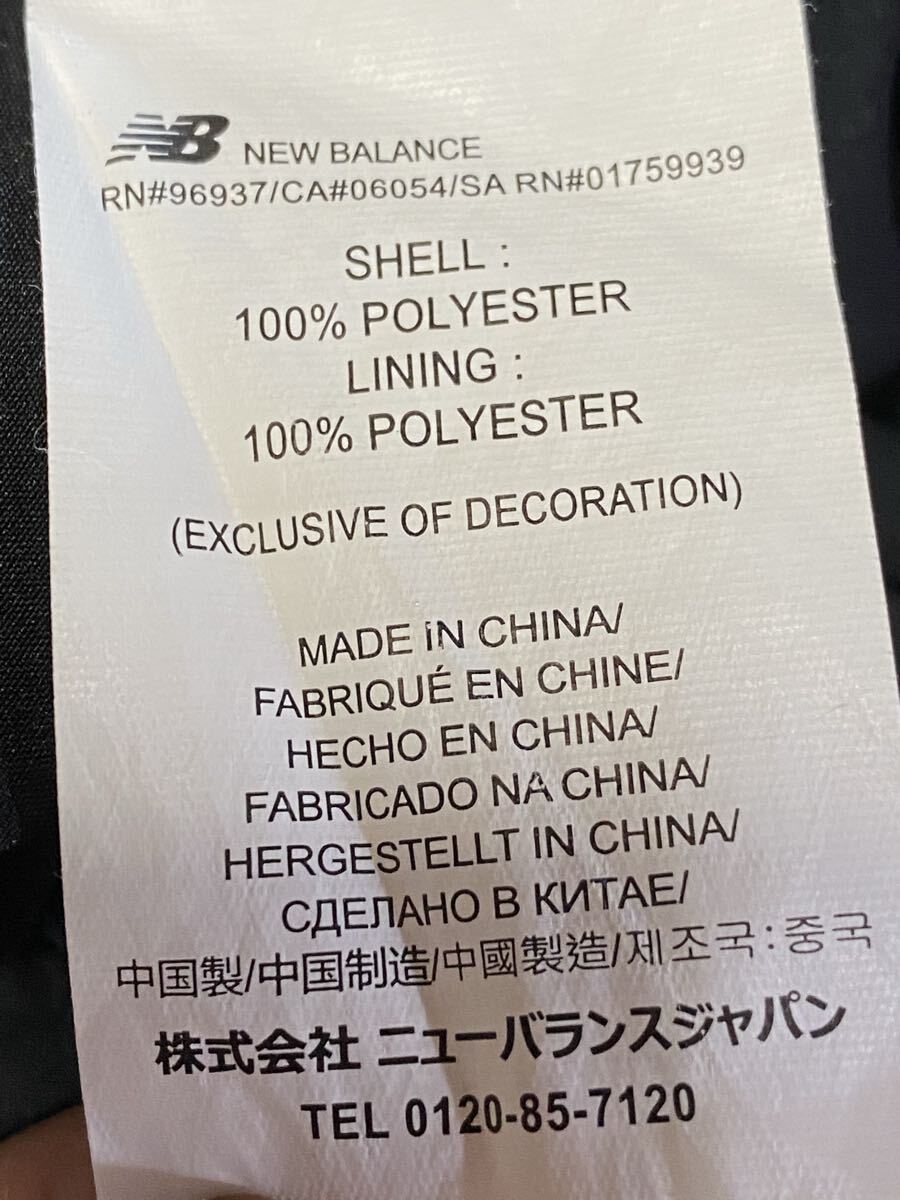 NB NEW BALANCE
RN#96937/CA#06054/SA RN#01759939
SHELL :
100% POLYESTER
LINING :
100% POLYESTER
(EXCLUSIVE OF DECORATION)
MADE IN CHINA/
FABRIQUÉ EN CHINE/
HECHO EN CHINA/
FABRICADO NA CHINA/
HERGESTELLT IN CHINA/
СДЕЛАНО В КИТАЕ/
中国製/中国制造/中國製造/제조국:중국
株式会社 ニューバランスジャパン
TEL 0120-85-7120